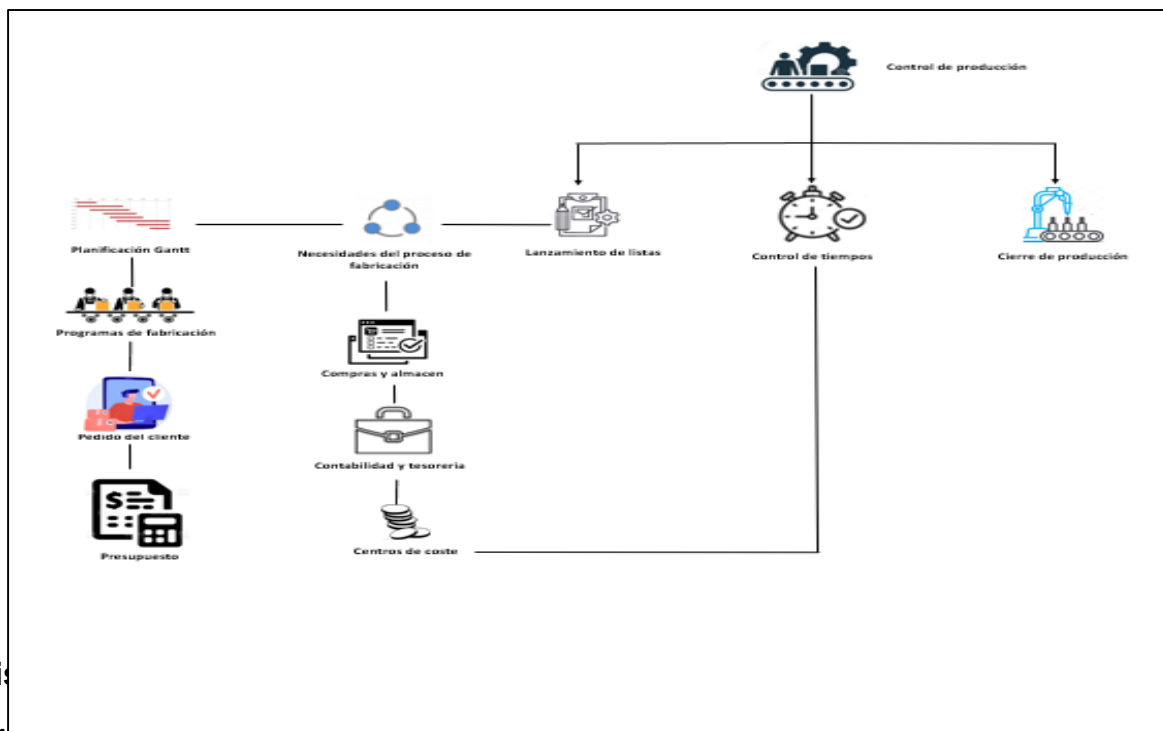 Control de producción
Planificación Gantt
Necesidades del proceso de
fabricación
Lanzamiento de listas
Control de tiempos
Cierre de producción
Programas de fabricación
Compras y almacen
Pedido del cliente
Contabilidad y tesoreria
Presupuesto
Centros de coste